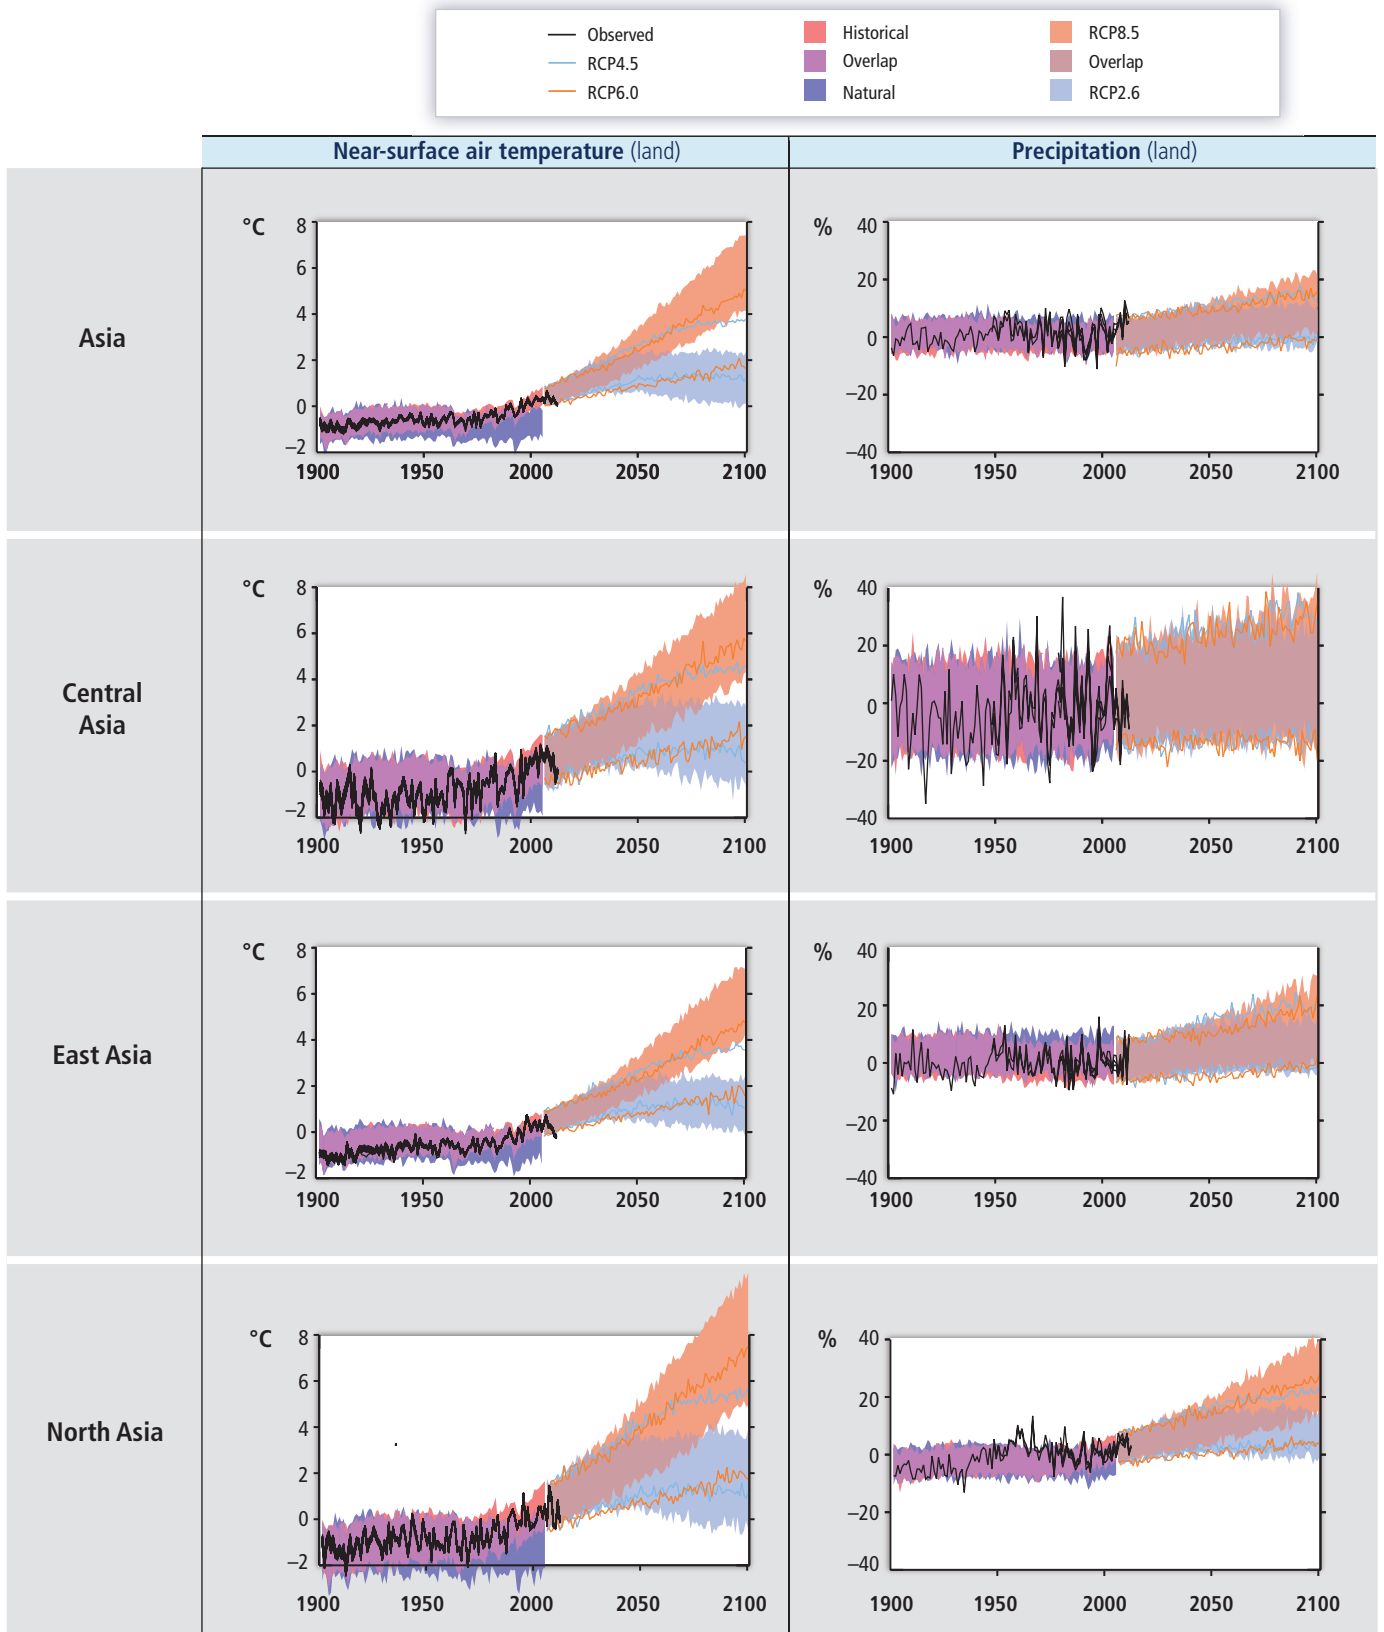 Observed
RCP4.5
RCP6.0
Historical
Overlap
Natural
RCP8.5
Overlap
RCP2.6
Near-surface air temperature (land)
Precipitation (land)
Asia
°C
8
6
4
2
0
–2
1900 1950 2000 2050 2100
%
40
20
0
–20
–40
1900 1950 2000 2050 2100
Central
Asia
°C
8
6
4
2
0
–2
1900 1950 2000 2050 2100
%
40
20
0
–20
–40
1900 1950 2000 2050 2100
East Asia
°C
8
6
4
2
0
–2
1900 1950 2000 2050 2100
%
40
20
0
–20
–40
1900 1950 2000 2050 2100
North Asia
°C
8
6
4
2
0
–2
1900 1950 2000 2050 2100
%
40
20
0
–20
–40
1900 1950 2000 2050 2100